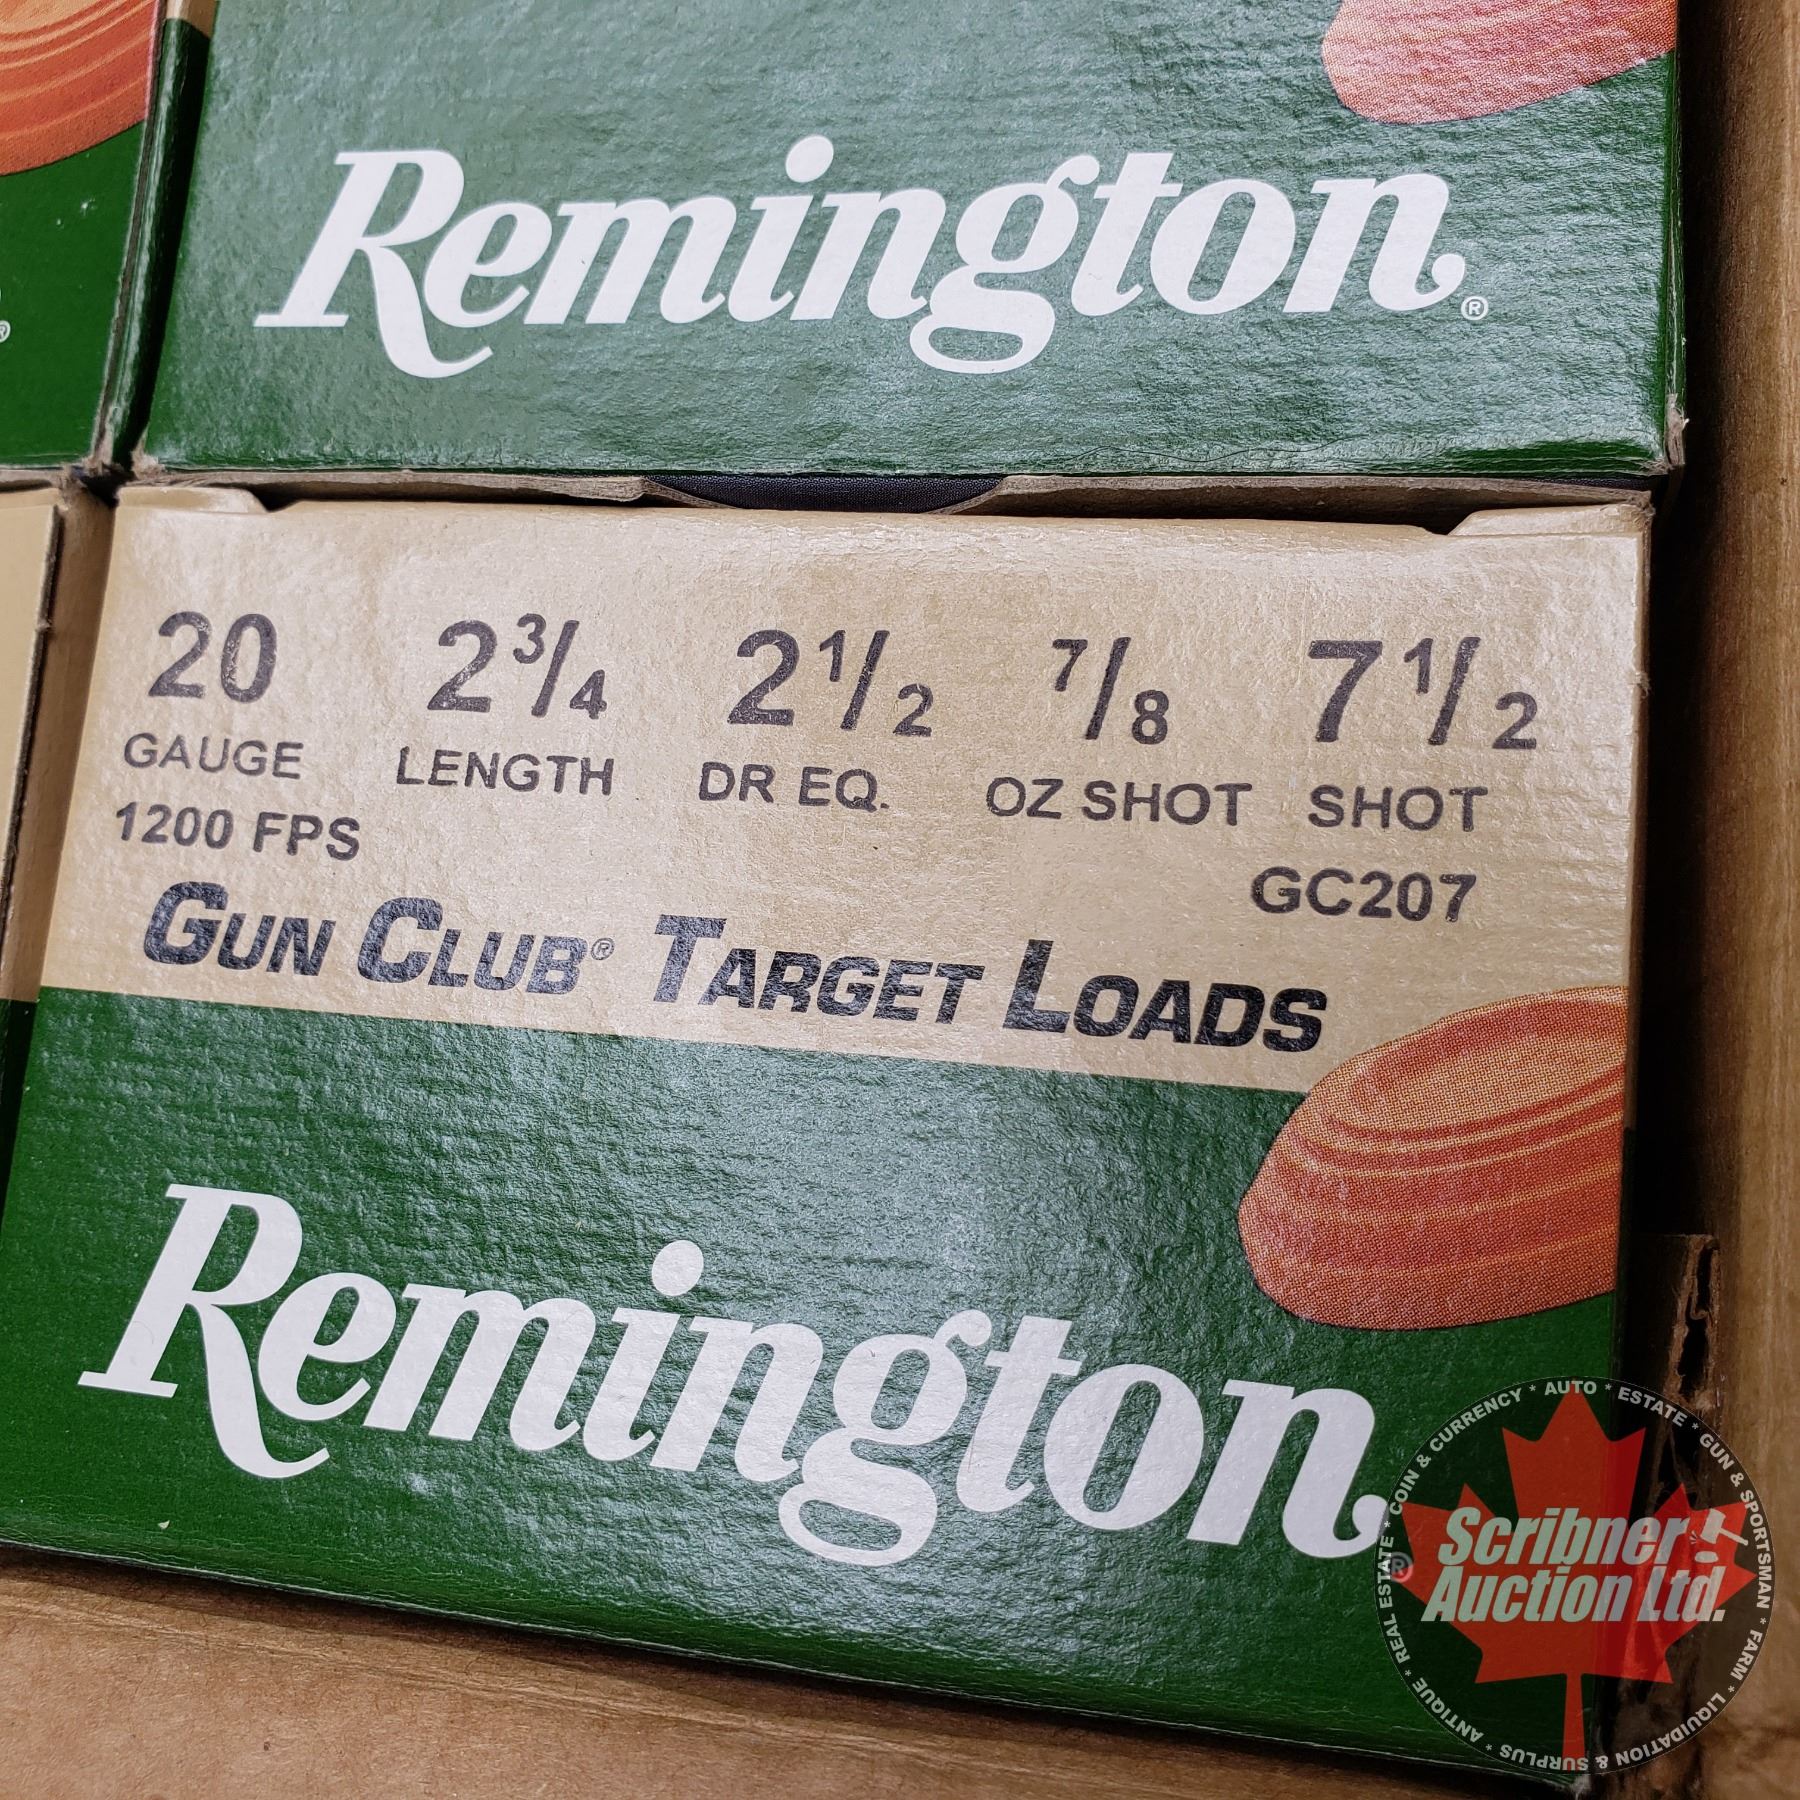 Remington®
®
20 2 3/4 2 1/2 7/8 7 1/2
GAUGE LENGTH DR EQ. OZ SHOT SHOT
1200 FPS GC207
GUN CLUB® TARGET LOADS
Remington®
Scribner
Auction Ltd.
REAL ESTATE * COIN & CURRENCY * AUTO * ESTATE * GUN & SPORTSMAN * FARM * LIQUIDATION & SURPLUS * ANTIQUE *